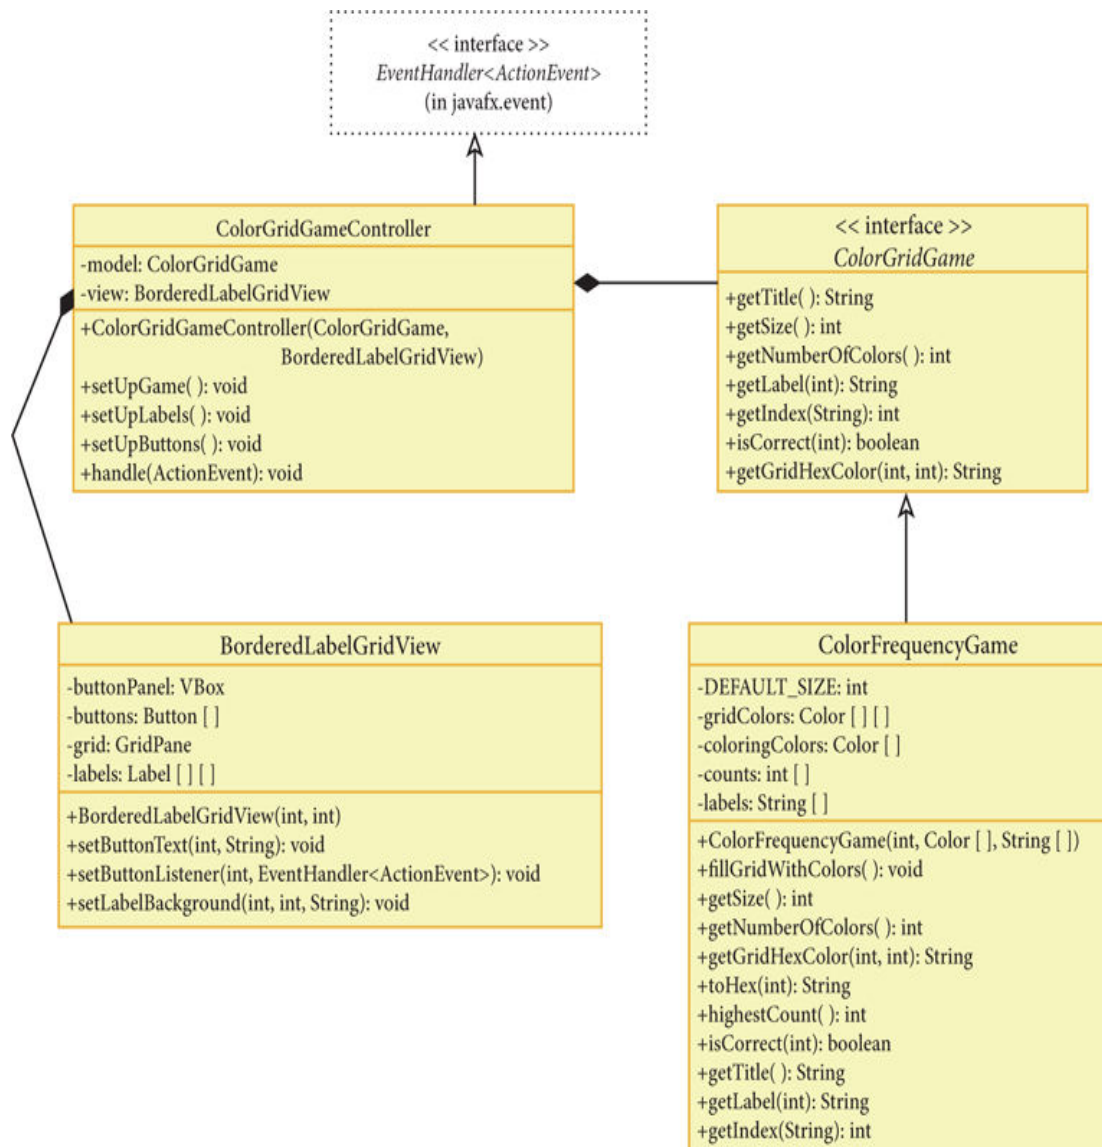 << interface >>
EventHandler<ActionEvent>
(in javafx.event)
ColorGridGameController
-model: ColorGridGame
-view: BorderedLabelGridView
+ColorGridGameController(ColorGridGame,
BorderedLabelGridView)
+setUpGame( ): void
+setUpLabels( ): void
+setUpButtons( ): void
+handle(ActionEvent): void
<< interface >>
ColorGridGame
+getTitle( ): String
+getSize( ): int
+getNumberOfColors( ): int
+getLabel(int): String
+getIndex(String): int
+isCorrect(int): boolean
+getGridHexColor(int, int): String
BorderedLabelGridView
-buttonPanel: VBox
-buttons: Button [ ]
-grid: GridPane
-labels: Label [ ] [ ]
+BorderedLabelGridView(int, int)
+setButtonText(int, String): void
+setButtonListener(int, EventHandler<ActionEvent>): void
+setLabelBackground(int, int, String): void
ColorFrequencyGame
-DEFAULT_SIZE: int
-gridColors: Color [ ] [ ]
-coloringColors: Color [ ]
-counts: int [ ]
-labels: String [ ]
+ColorFrequencyGame(int, Color [ ], String [ ])
+fillGridWithColors( ): void
+getSize( ): int
+getNumberOfColors( ): int
+getGridHexColor(int, int): String
+toHex(int): String
+highestCount( ): int
+isCorrect(int): boolean
+getTitle( ): String
+getLabel(int): String
+getIndex(String): int